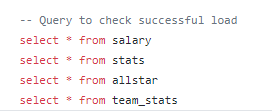 -- Query to check successful load
select * from salary
select * from stats
select * from allstar
select * from team_stats